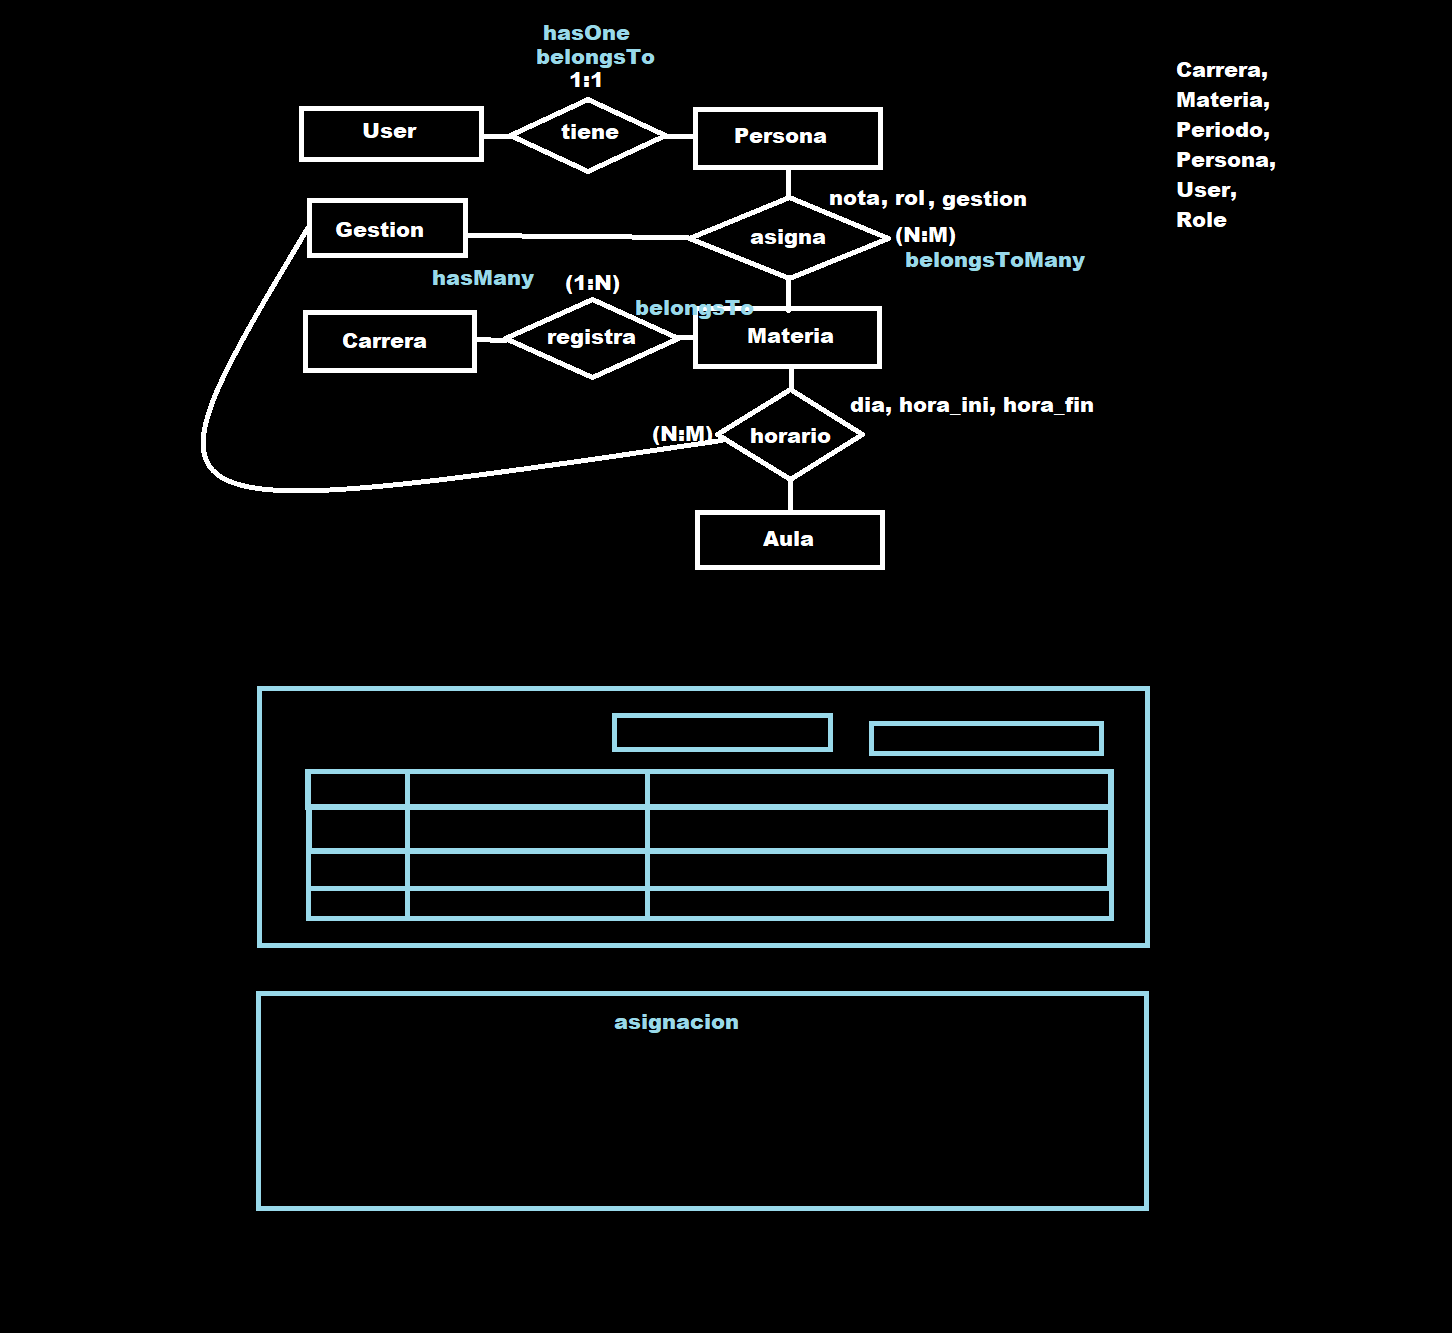 hasOne
belongsTo
1:1
User
tiene
Persona
Gestion
asigna
nota, rol, gestion
(N:M)
belongsToMany
hasMany
(1:N)
belongsTo
Carrera
registra
Materia
dia, hora_ini, hora_fin
(N:M)
horario
Aula
Carrera,
Materia,
Periodo,
Persona,
User,
Role
asignacion